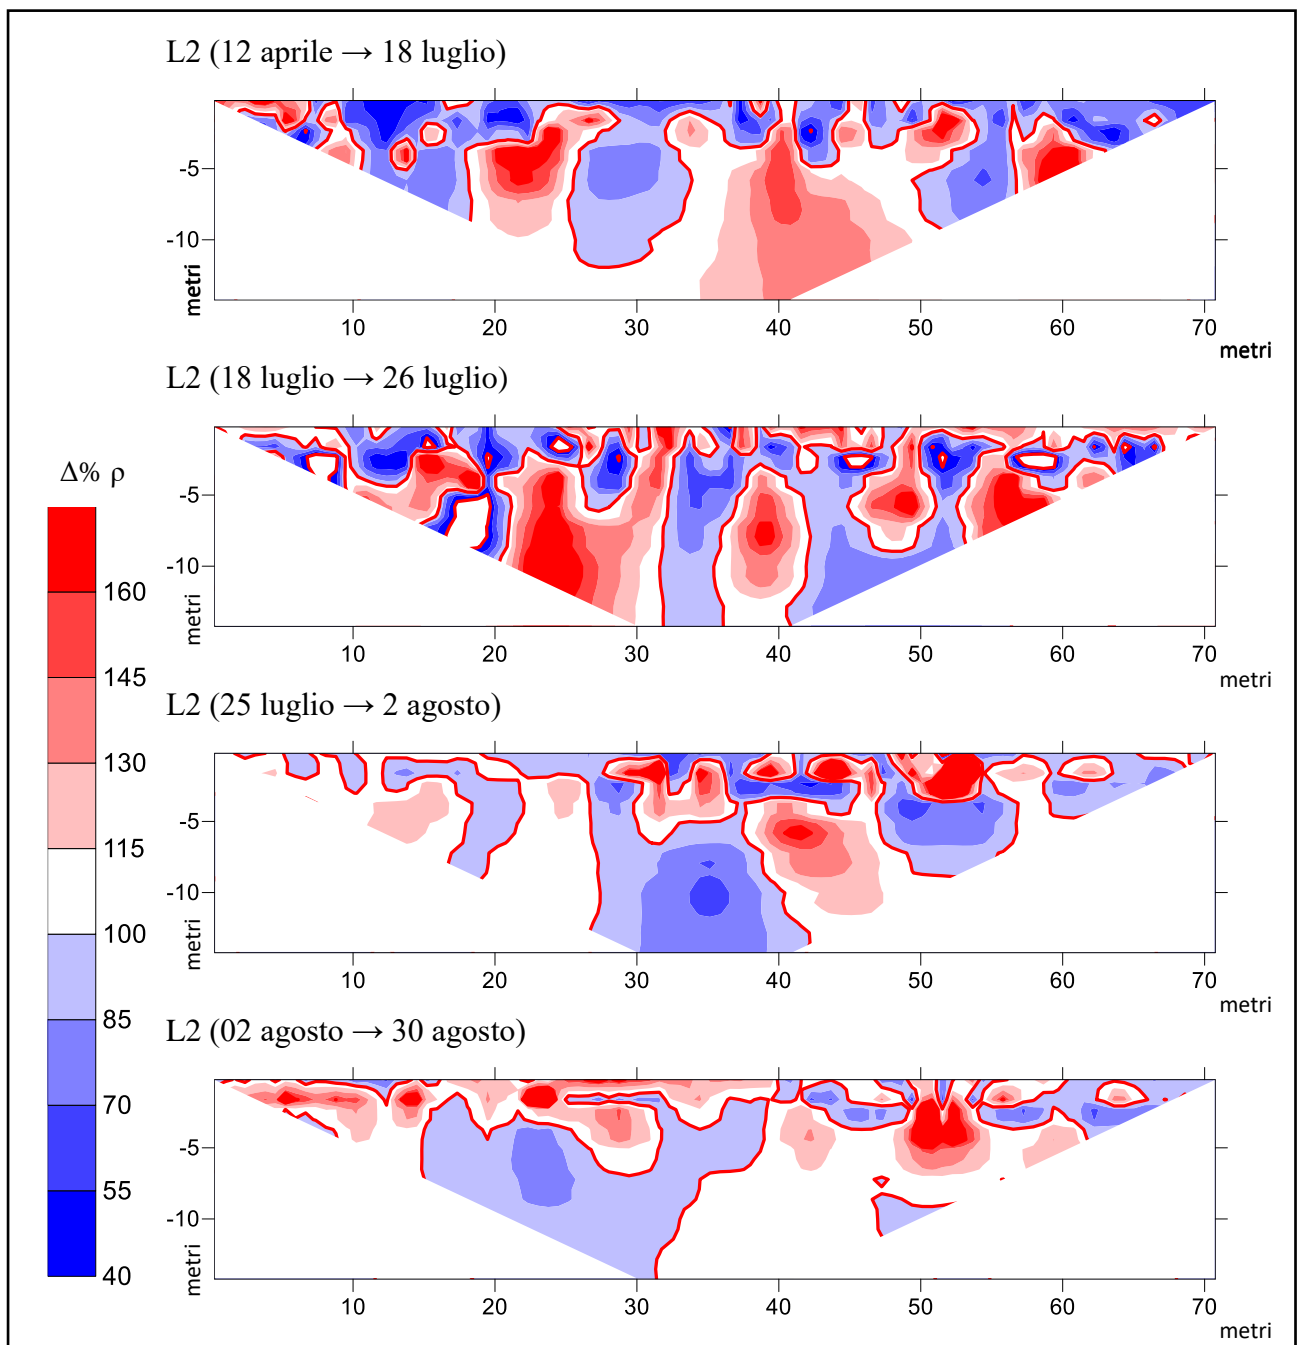 L2 (12 aprile → 18 luglio)
-5
-10
metri
10 20 30 40 50 60 70
metri
L2 (18 luglio → 26 luglio)
-5
-10
metri
10 20 30 40 50 60 70
metri
Δ% ρ
160
145
130
115
100
85
70
55
40
L2 (25 luglio → 2 agosto)
-5
-10
metri
10 20 30 40 50 60 70
metri
L2 (02 agosto → 30 agosto)
-5
-10
metri
10 20 30 40 50 60 70
metri